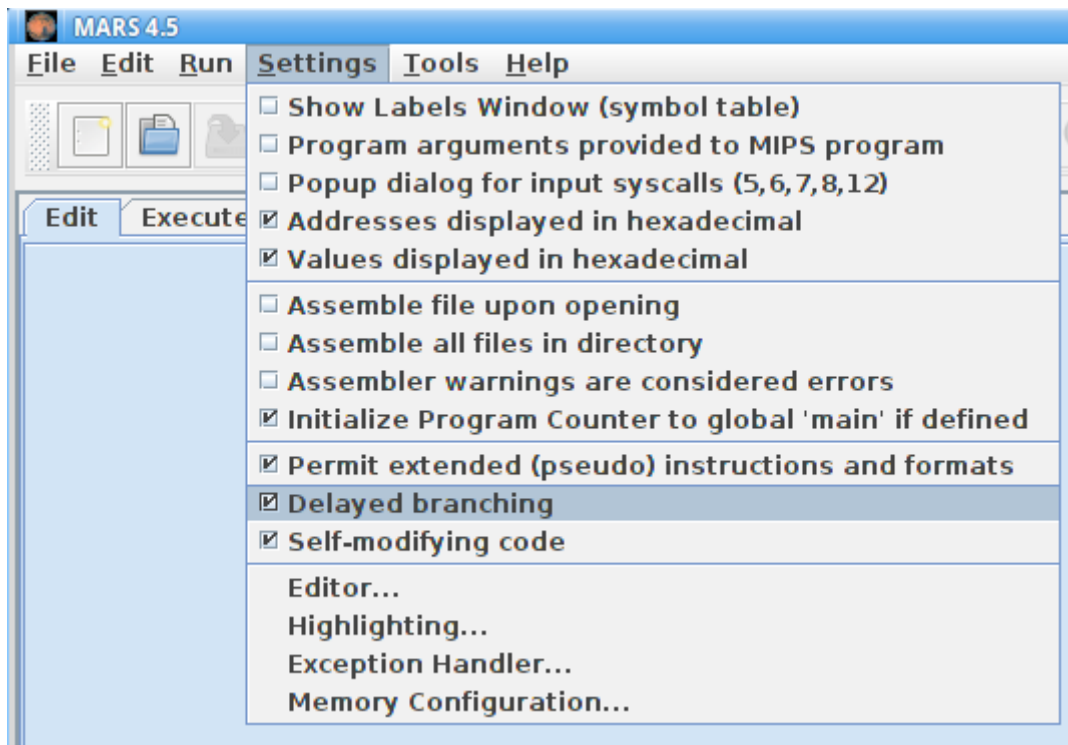 MARS 4.5
File Edit Run Settings Tools Help
Show Labels Window (symbol table)
Program arguments provided to MIPS program
Popup dialog for input syscalls (5,6,7,8,12)
Edit Execute
Addresses displayed in hexadecimal
Values displayed in hexadecimal
Assemble file upon opening
Assemble all files in directory
Assembler warnings are considered errors
Initialize Program Counter to global 'main' if defined
Permit extended (pseudo) instructions and formats
Delayed branching
Self-modifying code
Editor...
Highlighting...
Exception Handler...
Memory Configuration...